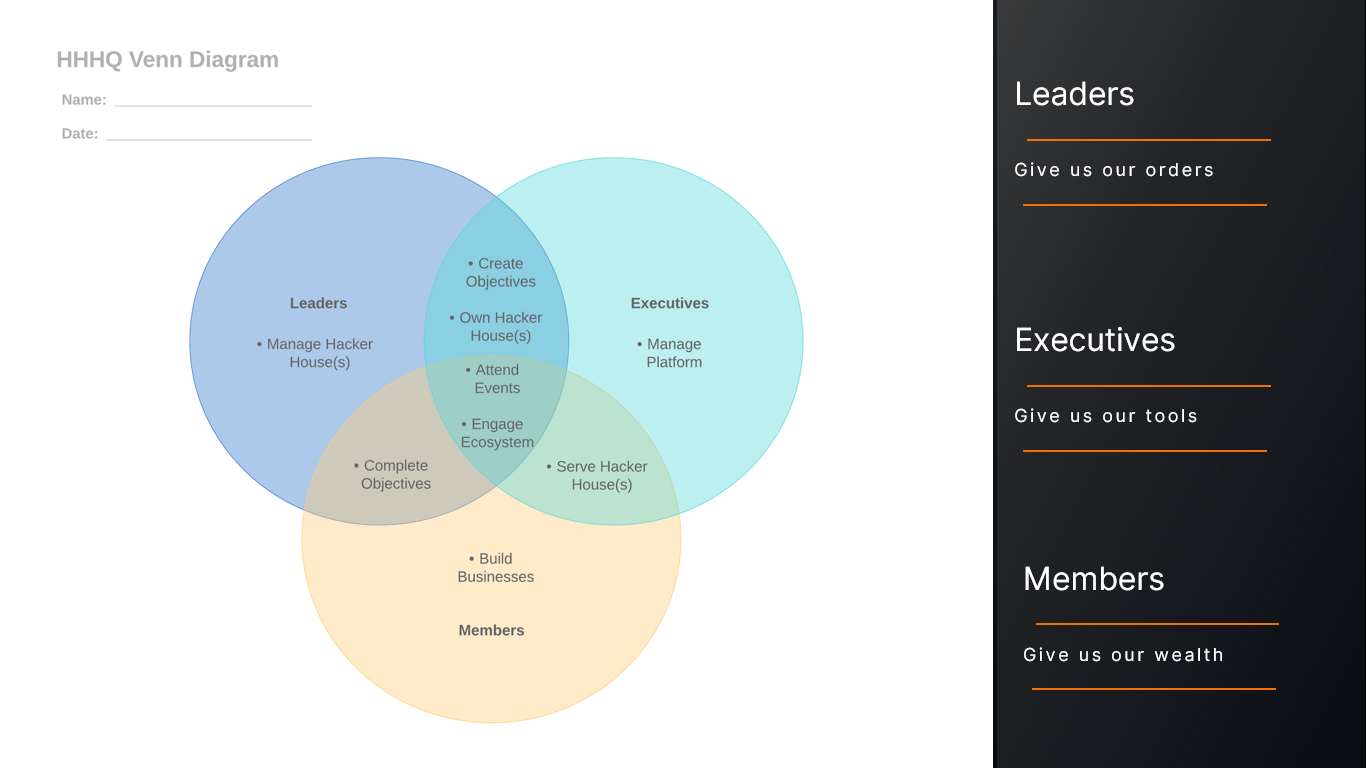 HHHQ Venn Diagram
Name:
Date:
Leaders
• Manage Hacker
House(s)
• Create
Objectives
• Own Hacker
House(s)
Executives
• Manage
Platform
• Attend
Events
• Engage
Ecosystem
• Complete
Objectives
• Serve Hacker
House(s)
• Build
Businesses
Members
Leaders
Give us our orders
Executives
Give us our tools
Members
Give us our wealth